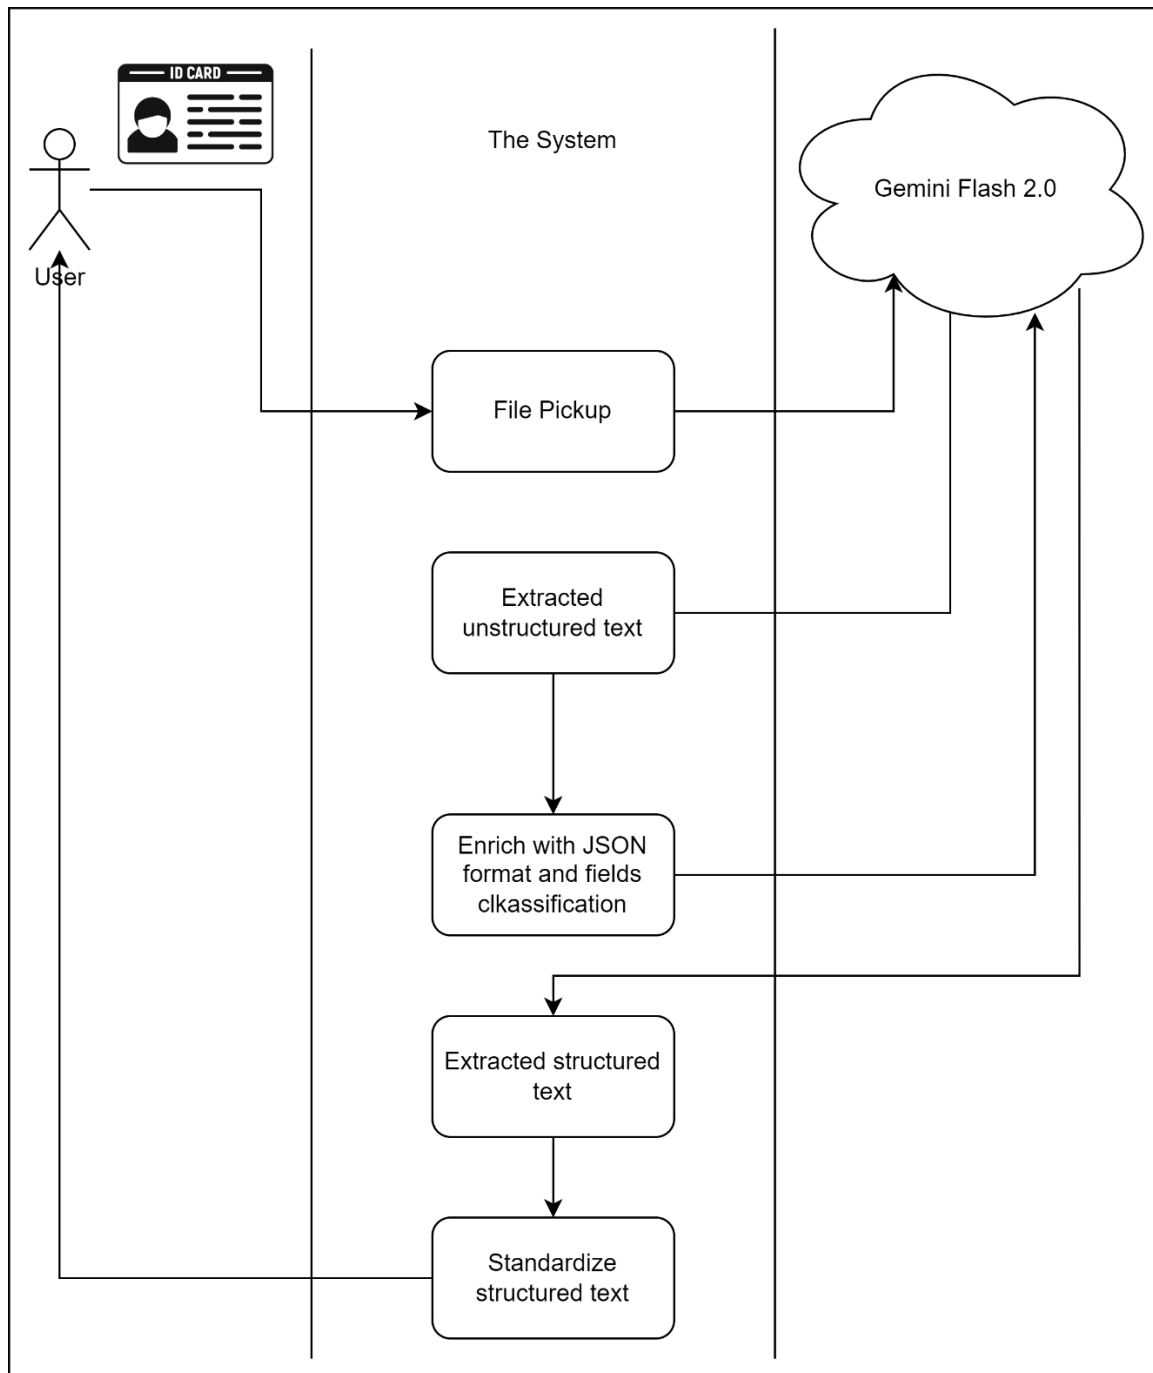 ID CARD
The System
Gemini Flash 2.0
User
File Pickup
Extracted
unstructured text
Enrich with JSON
format and fields
clkassification
Extracted structured
text
Standardize
structured text